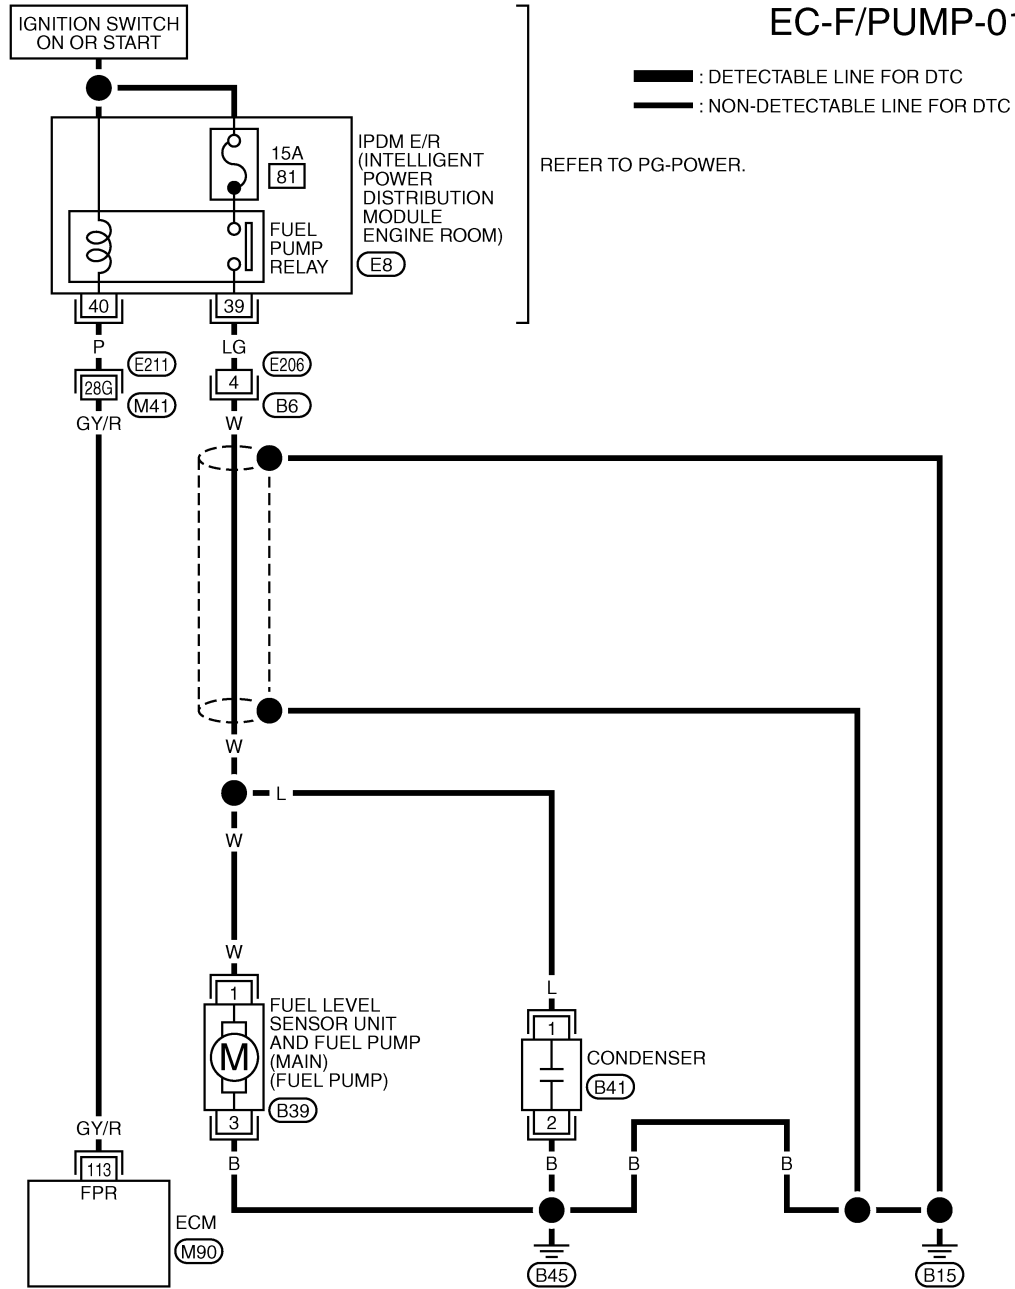 IGNITION SWITCH
ON OR START
EC-F/PUMP-01
: DETECTABLE LINE FOR DTC
: NON-DETECTABLE LINE FOR DTC
REFER TO PG-POWER.
15A
81
IPDM E/R
(INTELLIGENT
POWER
DISTRIBUTION
MODULE
ENGINE ROOM)
E8
FUEL
PUMP
RELAY
40
39
P
LG
E211
E206
28G
4
M41
B6
GY/R
W
W
L
W
W
L
1
FUEL LEVEL
SENSOR UNIT
AND FUEL PUMP
(MAIN)
(FUEL PUMP)
B39
M
3
1
CONDENSER
B41
2
GY/R
B
B
B
B
113
FPR
ECM
M90
B45
B15